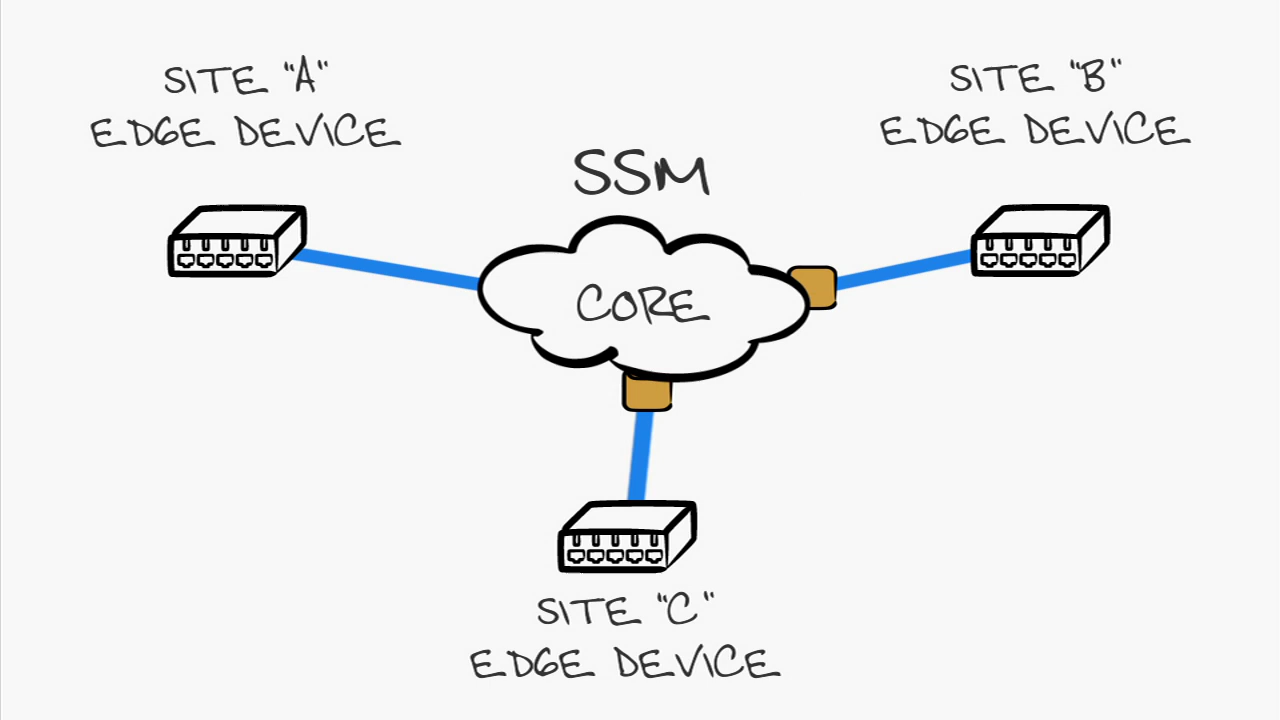 SITE "A"
EDGE DEVICE
SITE "B"
EDGE DEVICE
SSM
CORE
SITE "C"
EDGE DEVICE